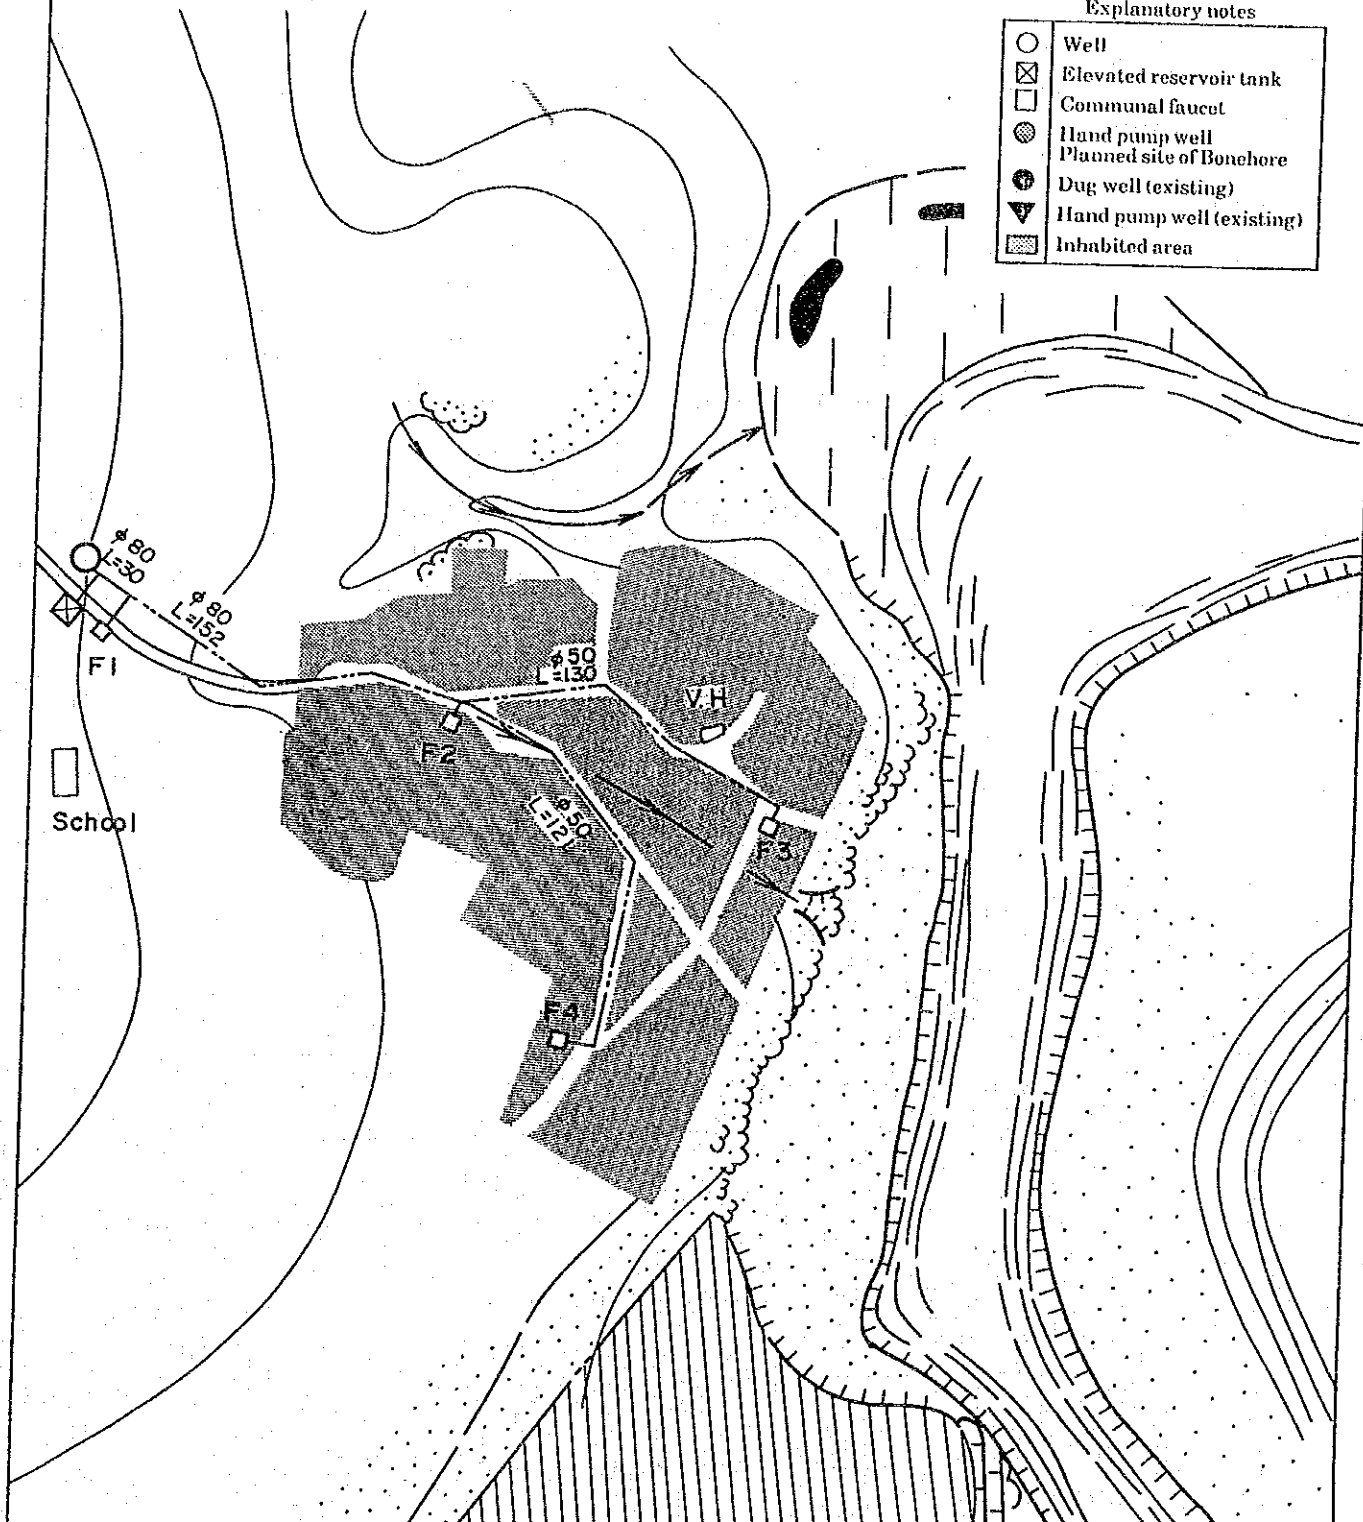 Explanatory notes
Well
Elevated reservoir tank
Communal faucet
Hand pump well
Planned site of Bonehore
Dug well (existing)
Hand pump well (existing)
Inhabited area
φ80
L=30
φ80
L=152
F1
φ50
L=130
V.H
F2
School
φ50
L=121
F3
F4